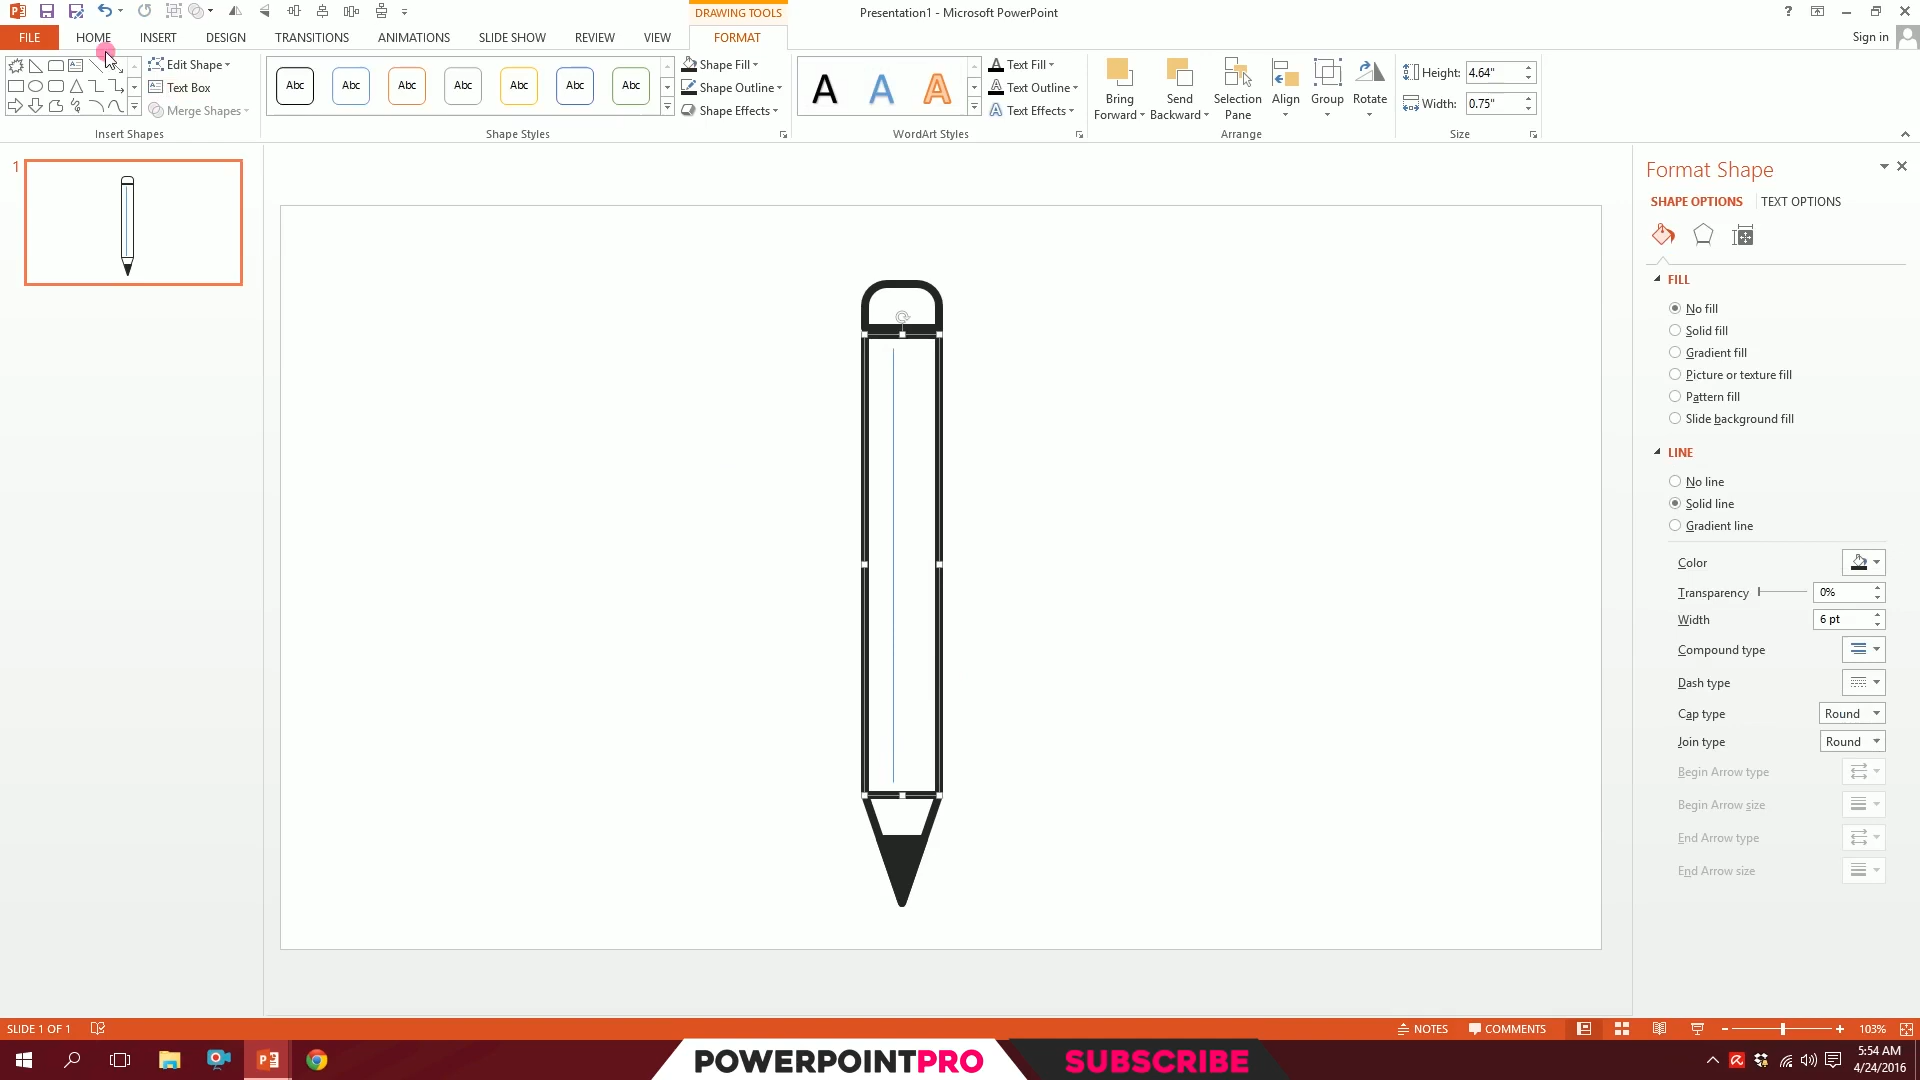 DRAWING TOOLS
Presentation1 - Microsoft PowerPoint
?
FILE
HOME
INSERT
DESIGN
TRANSITIONS
ANIMATIONS
SLIDE SHOW
REVIEW
VIEW
FORMAT
Sign in
Edit Shape
Text Box
Merge Shapes
Insert Shapes
Abc
Abc
Abc
Abc
Abc
Abc
Abc
Shape Styles
Shape Fill
Shape Outline
Shape Effects
A
A
A
WordArt Styles
Text Fill
Text Outline
Text Effects
Bring
Forward
Send
Backward
Selection
Pane
Align
Group
Rotate
Arrange
Height: 4.64"
Width: 0.75"
Size
1
Format Shape
SHAPE OPTIONS
TEXT OPTIONS
FILL
No fill
Solid fill
Gradient fill
Picture or texture fill
Pattern fill
Slide background fill
LINE
No line
Solid line
Gradient line
Color
Transparency 0%
Width 6 pt
Compound type
Dash type
Cap type Round
Join type Round
Begin Arrow type
Begin Arrow size
End Arrow type
End Arrow size
SLIDE 1 OF 1
NOTES
COMMENTS
103%
POWERPOINTPRO
SUBSCRIBE
5:54 AM
4/24/2016